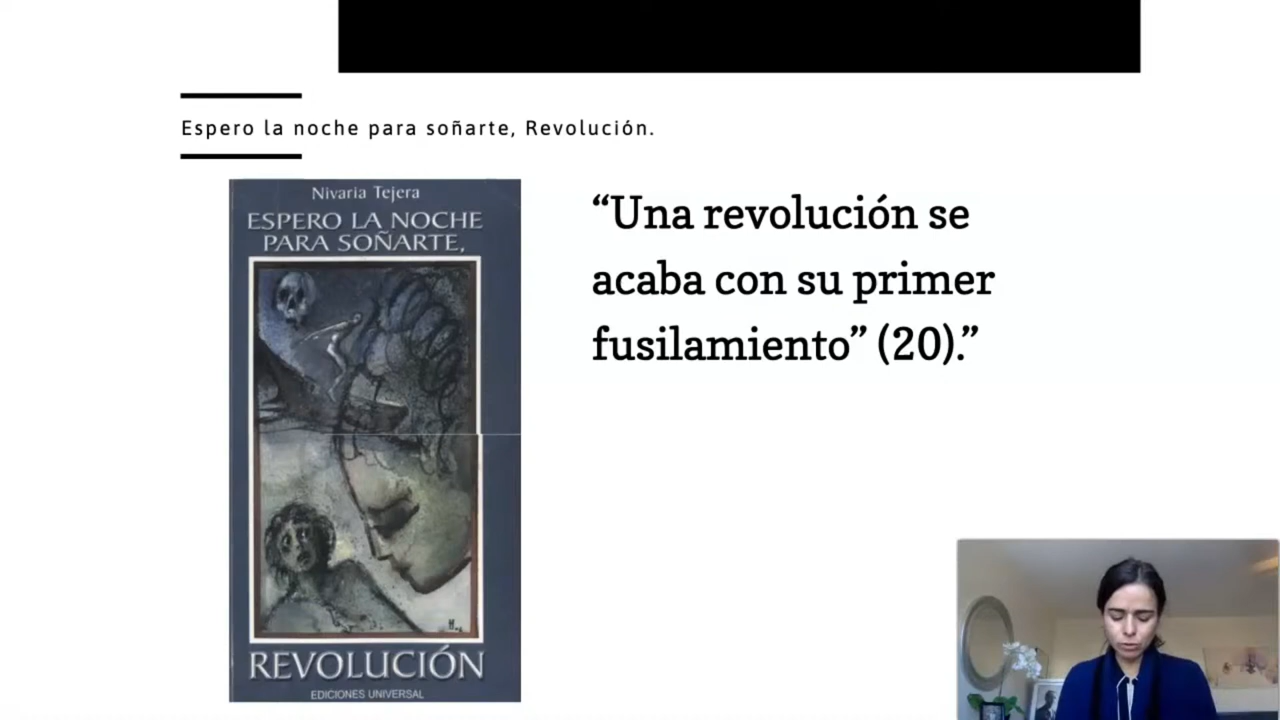 Espero la noche para soñarte, Revolución.
Nivaria Tejera
ESPERO LA NOCHE
PARA SOÑARTE,
REVOLUCIÓN
EDICIONES UNIVERSAL
“Una revolución se
acaba con su primer
fusilamiento” (20).”